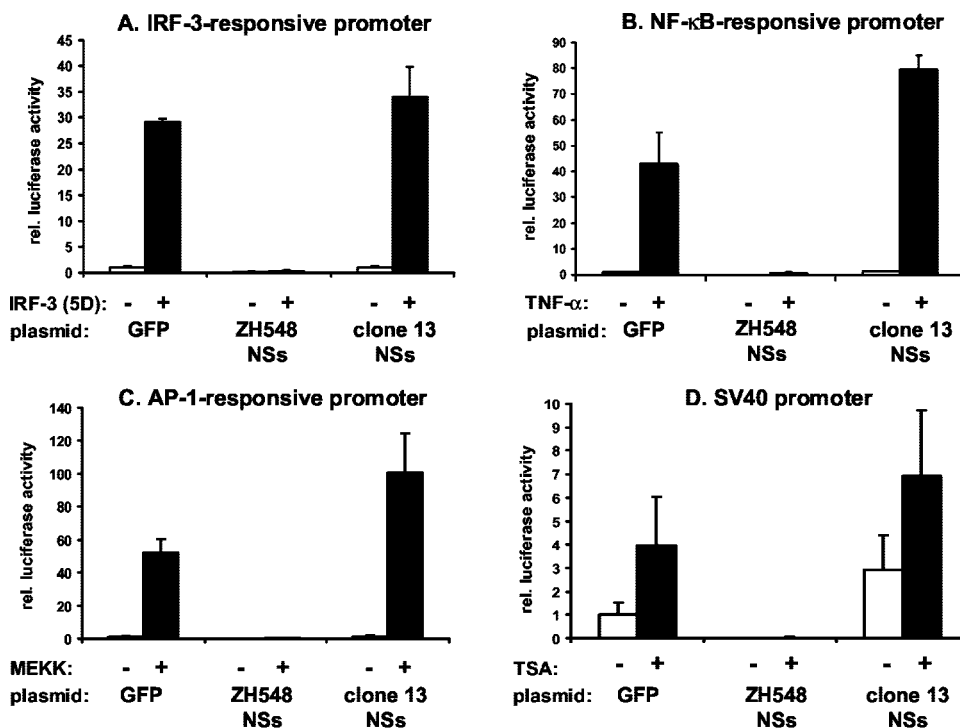 A. IRF-3-responsive promoter
rel. luciferase activity
45
40
35
30
25
20
15
10
5
0
IRF-3 (5D): - + - + - +
plasmid: GFP ZH548 NSs clone 13 NSs
B. NF-κB-responsive promoter
rel. luciferase activity
90
80
70
60
50
40
30
20
10
0
TNF-α: - + - + - +
plasmid: GFP ZH548 NSs clone 13 NSs
C. AP-1-responsive promoter
rel. luciferase activity
140
120
100
80
60
40
20
0
MEKK: - + - + - +
plasmid: GFP ZH548 NSs clone 13 NSs
D. SV40 promoter
rel. luciferase activity
10
9
8
7
6
5
4
3
2
1
0
TSA: - + - + - +
plasmid: GFP ZH548 NSs clone 13 NSs